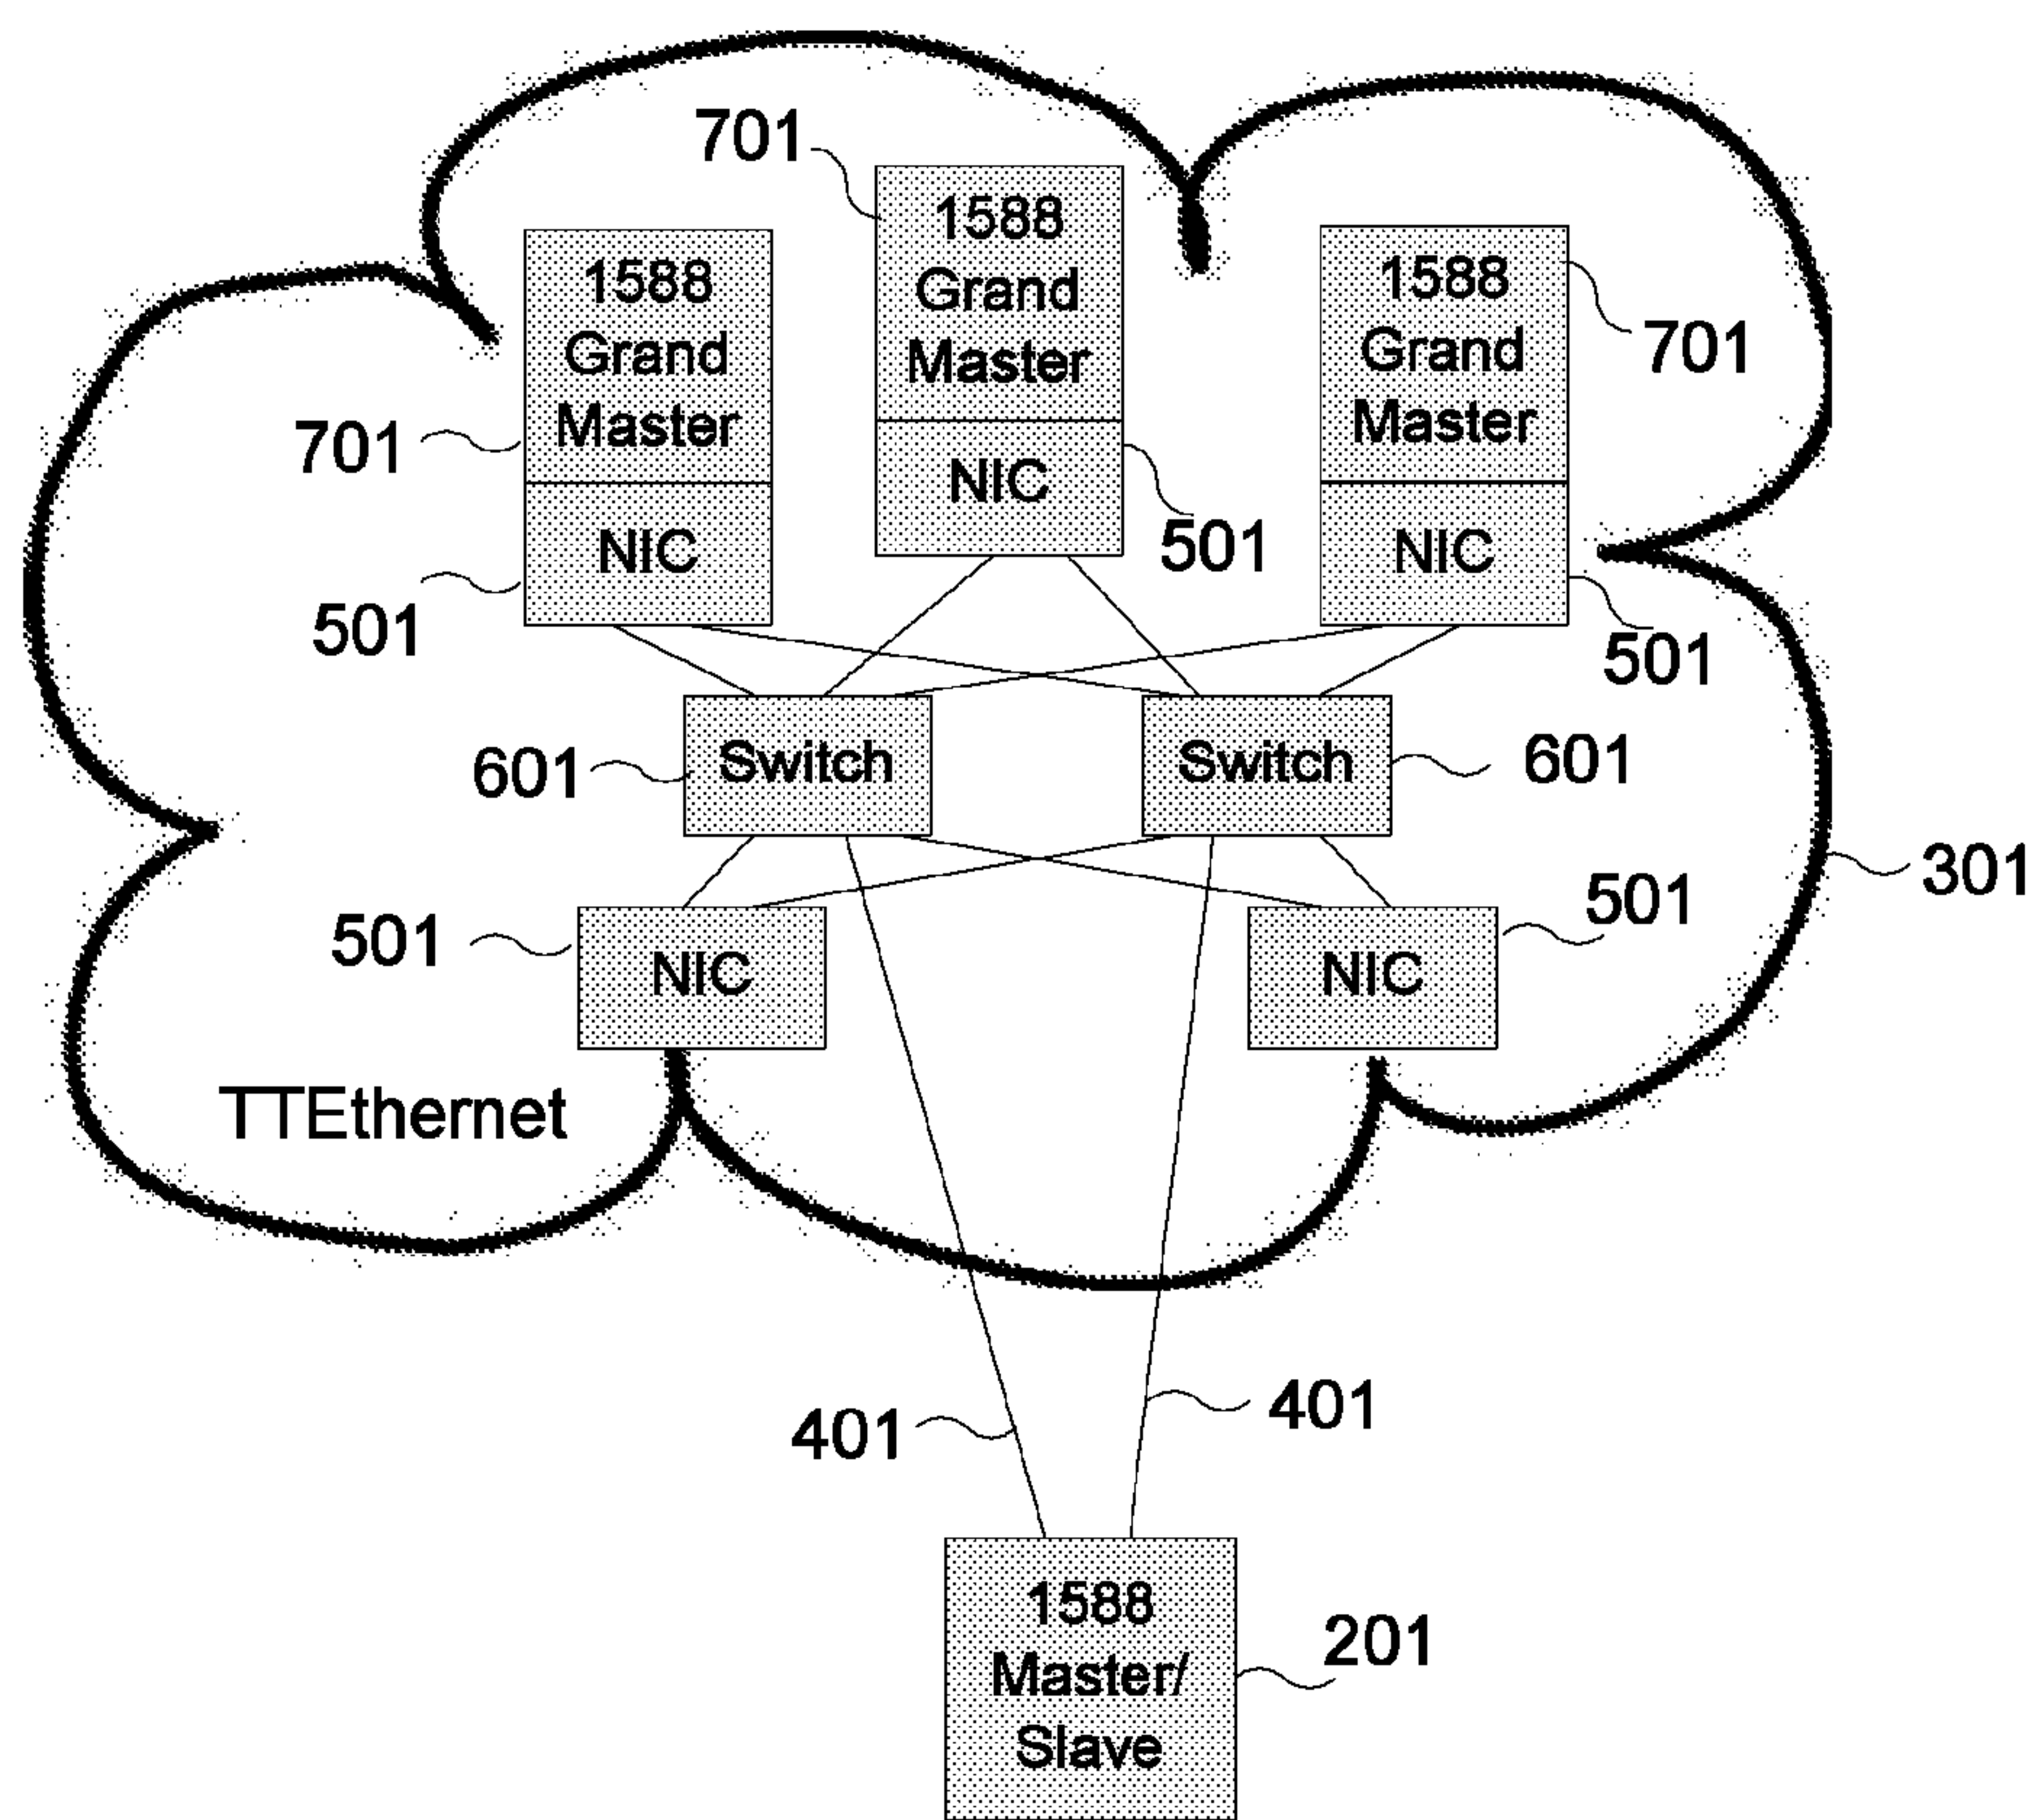 701
1588
Grand
Master
NIC
501
1588
Grand
Master
701
NIC
501
1588
Grand
Master
701
NIC
501
601
Switch
Switch
601
301
501
NIC
501
NIC
TTEthernet
401
401
1588
Master/
Slave
201